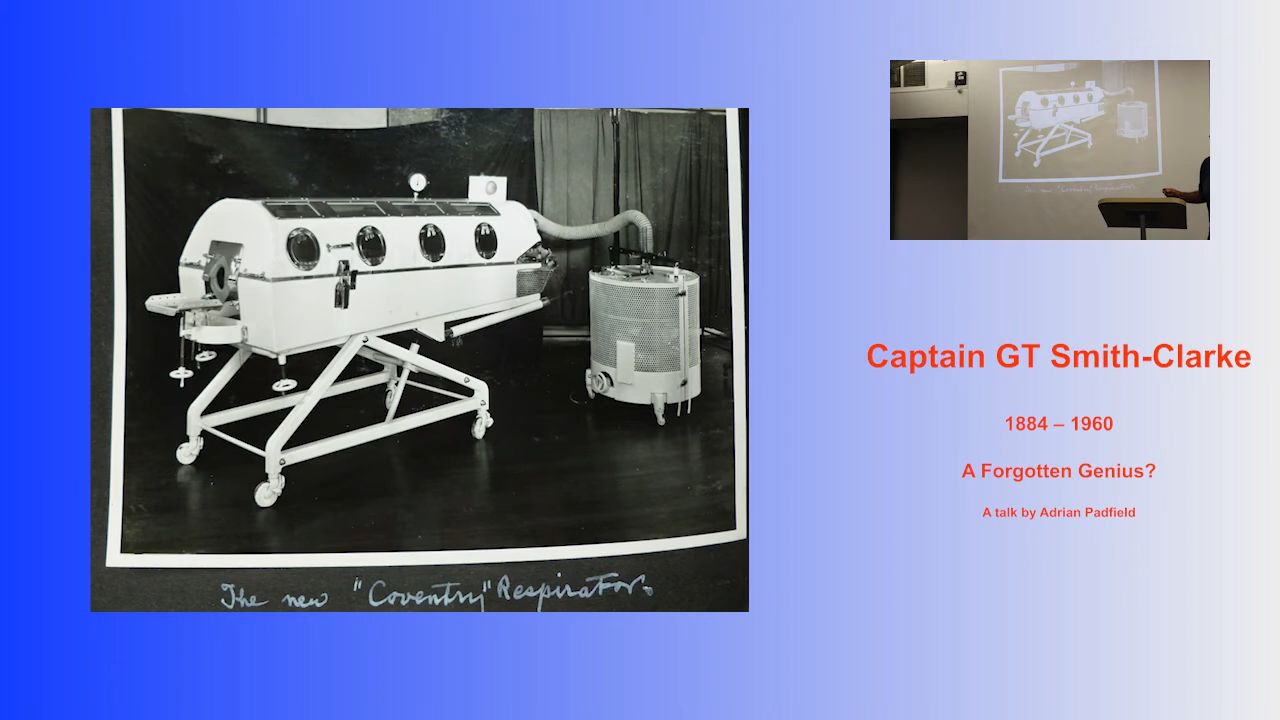 The new "Coventry" Respirator.
Captain GT Smith-Clarke
1884 – 1960
A Forgotten Genius?
A talk by Adrian Padfield